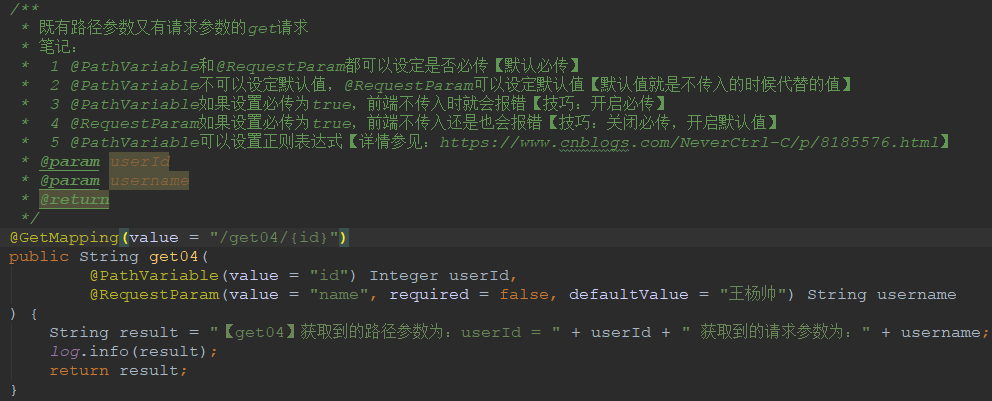 /**
 * 既有路径参数又有请求参数的get请求
 * 笔记：
 *  1 @PathVariable和@RequestParam都可以设定是否必传【默认必传】
 *  2 @PathVariable不可以设定默认值，@RequestParam可以设定默认值【默认值就是不传入的时候代替的值】
 *  3 @PathVariable如果设置必传为true，前端不传入时就会报错【技巧：开启必传】
 *  4 @RequestParam如果设置必传为true，前端不传入还是也会报错【技巧：关闭必传，开启默认值】
 *  5 @PathVariable可以设置正则表达式【详情参见：https://www.cnblogs.com/NeverCtrl-C/p/8185576.html】
 * @param userId
 * @param username
 * @return
 */
@GetMapping(value = "/get04/{id}")
public String get04(
        @PathVariable(value = "id") Integer userId,
        @RequestParam(value = "name", required = false, defaultValue = "王杨帅") String username
) {
    String result = "【get04】获取到的路径参数为：userId = " + userId + " 获取到的请求参数为：" + username;
    log.info(result);
    return result;
}